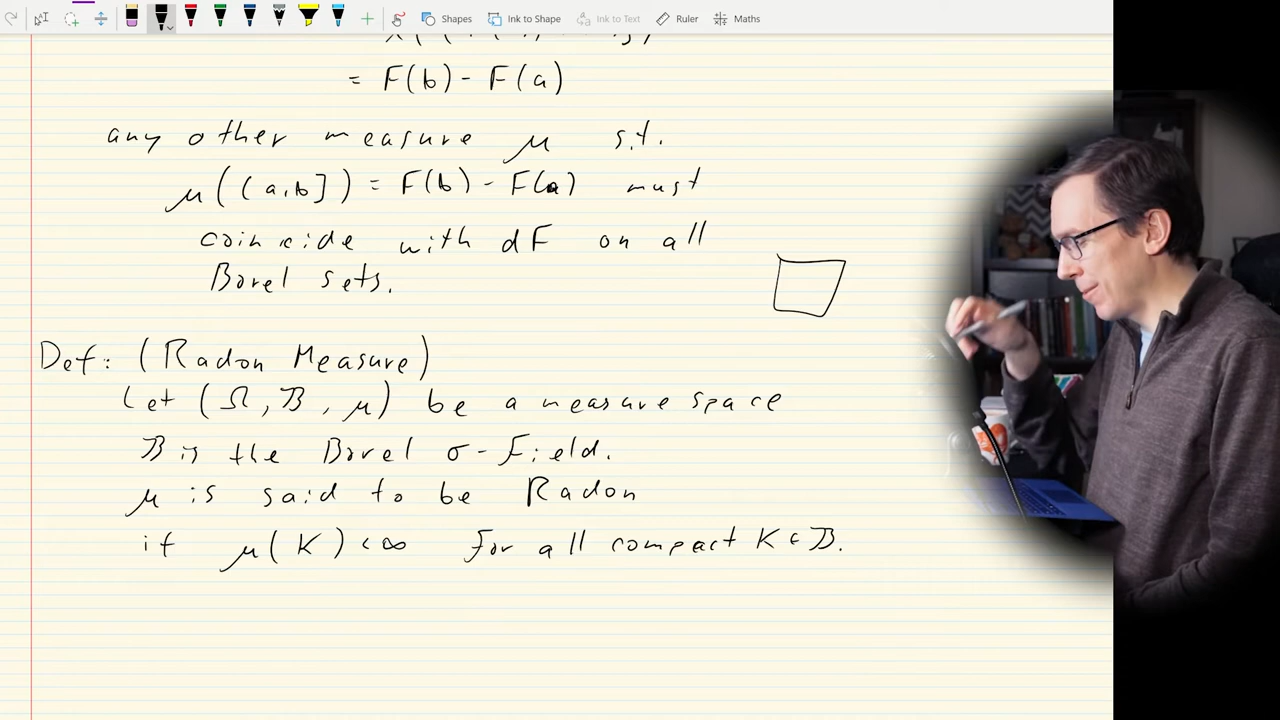 Shapes Ink to Shape Ink to Text Ruler Maths
= F(b) - F(a)
any other measure μ s.t.
μ((a,b]) = F(b) - F(a) must
coincide with dF on all
Borel sets.
Def: (Radon Measure)
Let (Ω, B, μ) be a measure space
B is the Borel σ-Field.
μ is said to be Radon
if μ(K) < ∞ for all compact K ∈ B.